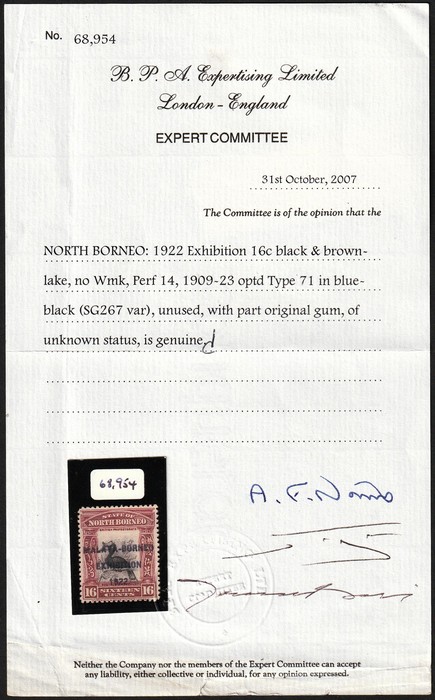 No. 68,954
B. P. A. Expertising Limited
London - England
EXPERT COMMITTEE
31st October, 2007
The Committee is of the opinion that the
NORTH BORNEO: 1922 Exhibition 16c black & brown-
lake, no Wmk, Perf 14, 1909-23 optd Type 71 in blue-
black (SG267 var), unused, with part original gum, of
unknown status, is genuine
68,954
STATE OF
NORTH BORNEO
MALAYA-BORNEO
EXHIBITION
1922
16 SIXTEEN CENTS 16
A. F. Norris
Neither the Company nor the members of the Expert Committee can accept
any liability, either collective or individual, for any opinion expressed.